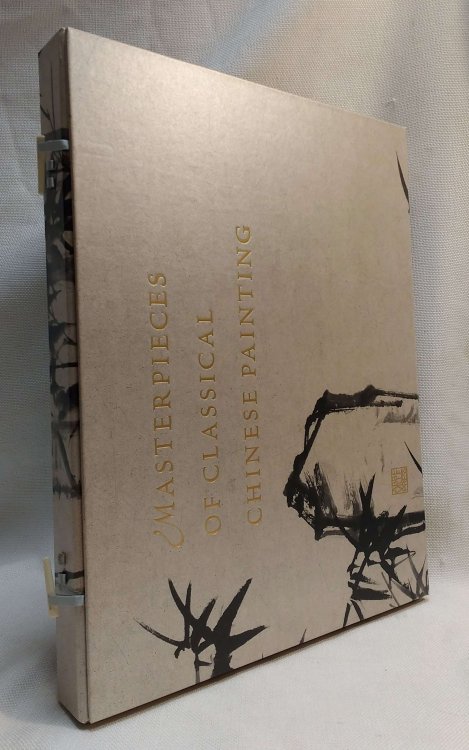 MASTERPIECES
OF CLASSICAL
CHINESE PAINTING